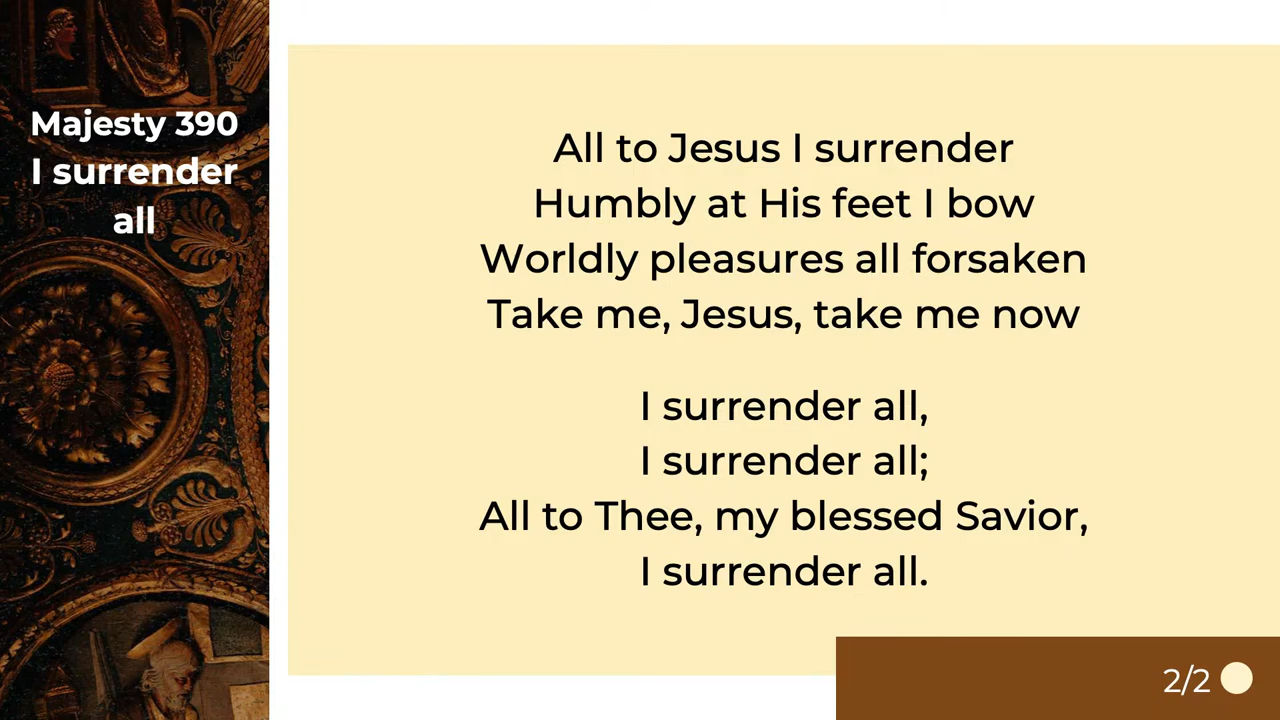 Majesty 390
I surrender
all
All to Jesus I surrender
Humbly at His feet I bow
Worldly pleasures all forsaken
Take me, Jesus, take me now
I surrender all,
I surrender all;
All to Thee, my blessed Savior,
I surrender all.
2/2